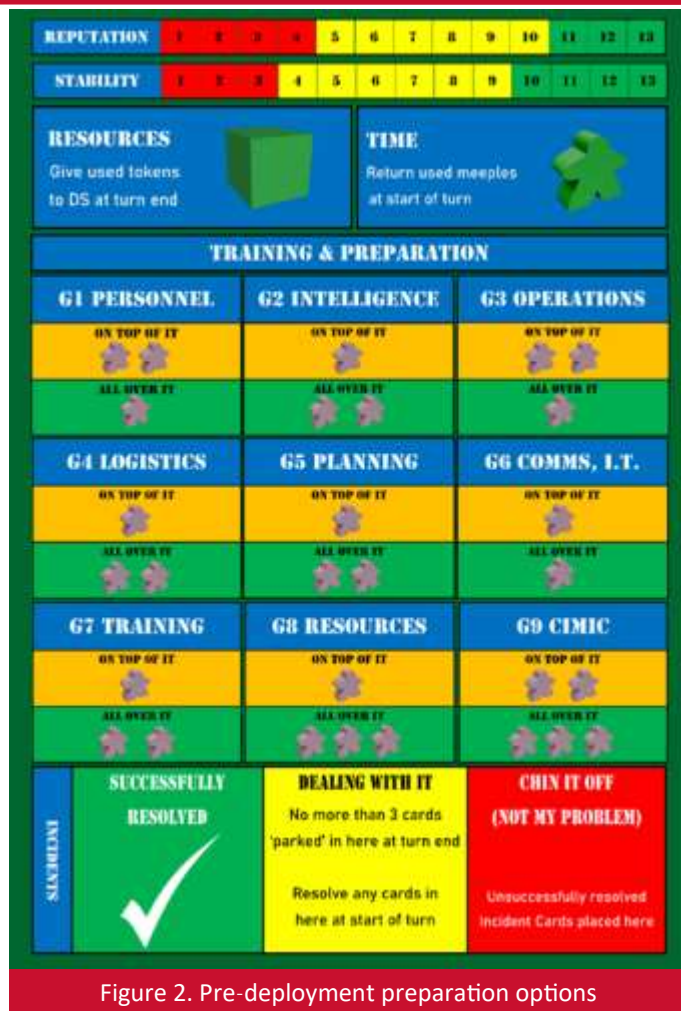 REPUTATION 1 2 3 4 5 6 7 8 9 10 11 12 13
STABILITY 1 2 3 4 5 6 7 8 9 10 11 12 13
RESOURCES
Give used tokens
to DS at turn end
TIME
Return used meeples
at start of turn
TRAINING & PREPARATION
G1 PERSONNEL
ON TOP OF IT
ALL OVER IT
G2 INTELLIGENCE
ON TOP OF IT
ALL OVER IT
G3 OPERATIONS
ON TOP OF IT
ALL OVER IT
G4 LOGISTICS
ON TOP OF IT
ALL OVER IT
G5 PLANNING
ON TOP OF IT
ALL OVER IT
G6 COMMS, I.T.
ON TOP OF IT
ALL OVER IT
G7 TRAINING
ON TOP OF IT
ALL OVER IT
G8 RESOURCES
ON TOP OF IT
ALL OVER IT
G9 CIMIC
ON TOP OF IT
ALL OVER IT
INCIDENTS
SUCCESSFULLY
RESOLVED
DEALING WITH IT
No more than 3 cards
'parked' in here at turn end
Resolve any cards in
here at start of turn
CHIN IT OFF
(NOT MY PROBLEM)
Unsuccessfully resolved
Incident Cards placed here
Figure 2. Pre-deployment preparation options